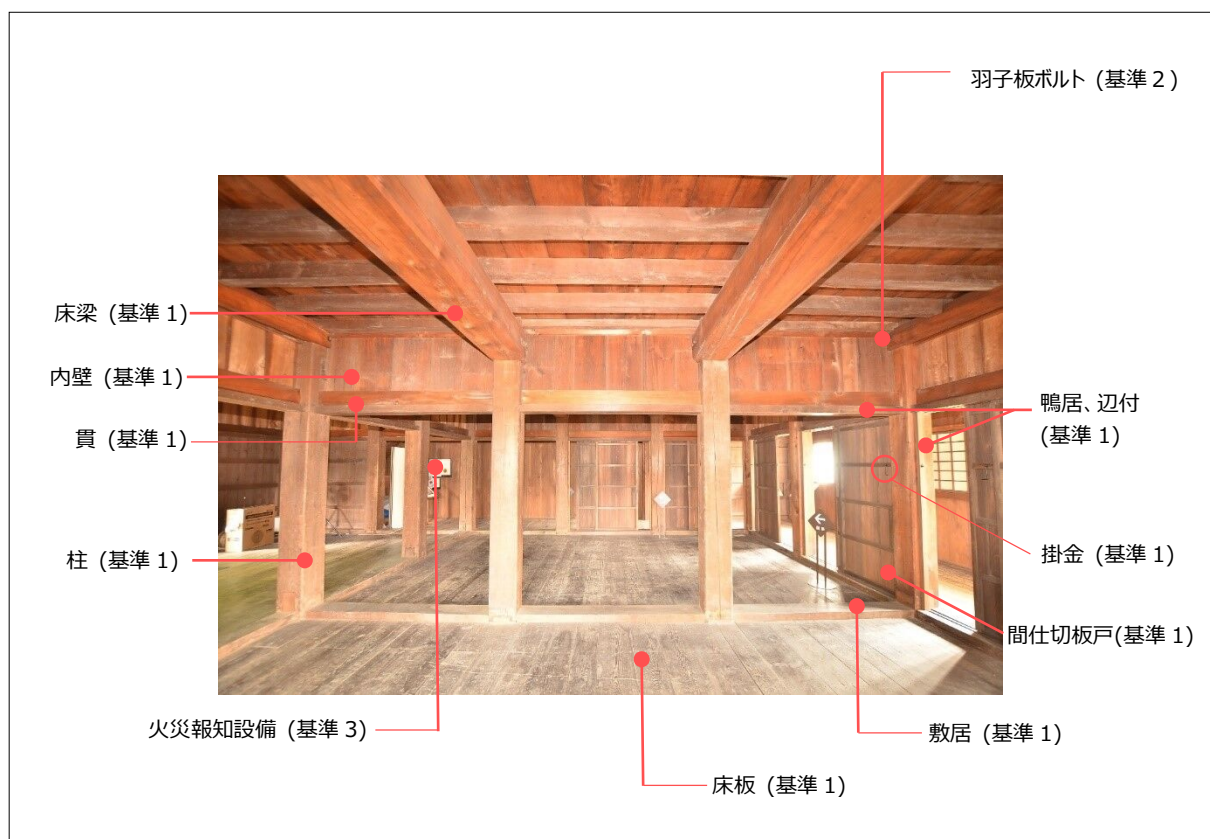 羽子板ボルト (基準２)
床梁 (基準１)
内壁 (基準１)
鴨居、辺付
(基準１)
貫 (基準１)
掛金 (基準１)
柱 (基準１)
間仕切板戸(基準１)
火災報知設備 (基準３)
敷居 (基準１)
床板 (基準１)